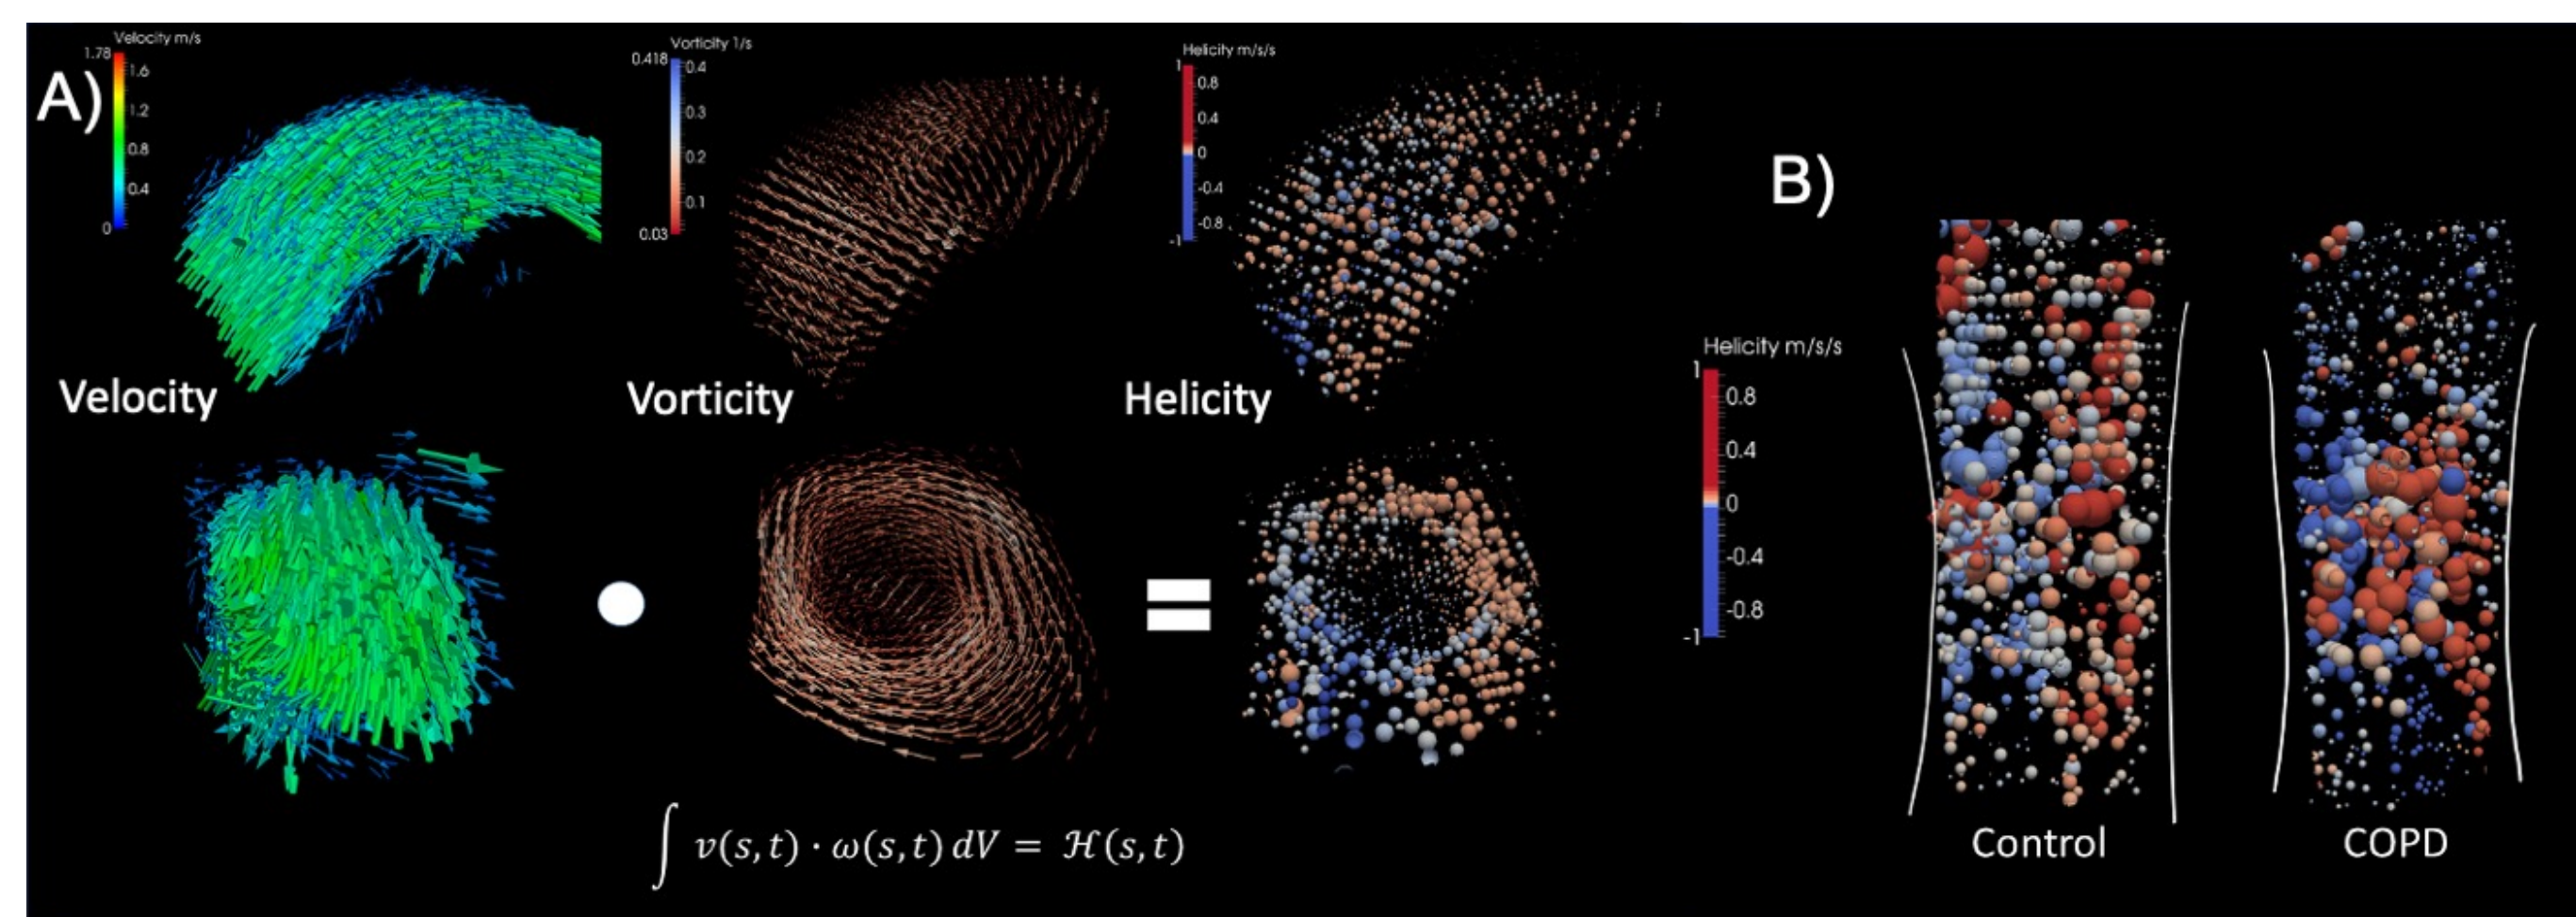 A)
Velocity m/s
1.78
1.6
1.2
0.8
0.4
0
Velocity
Vorticity 1/s
0.418
0.4
0.3
0.2
0.1
0.03
Vorticity
Helicity m/s/s
1
0.8
0.4
0
-0.4
-0.8
-1
Helicity
=
∫ v(s,t) · ω(s,t) dV = ℋ(s,t)
B)
Helicity m/s/s
1
0.8
0.4
0
-0.4
-0.8
-1
Control
COPD